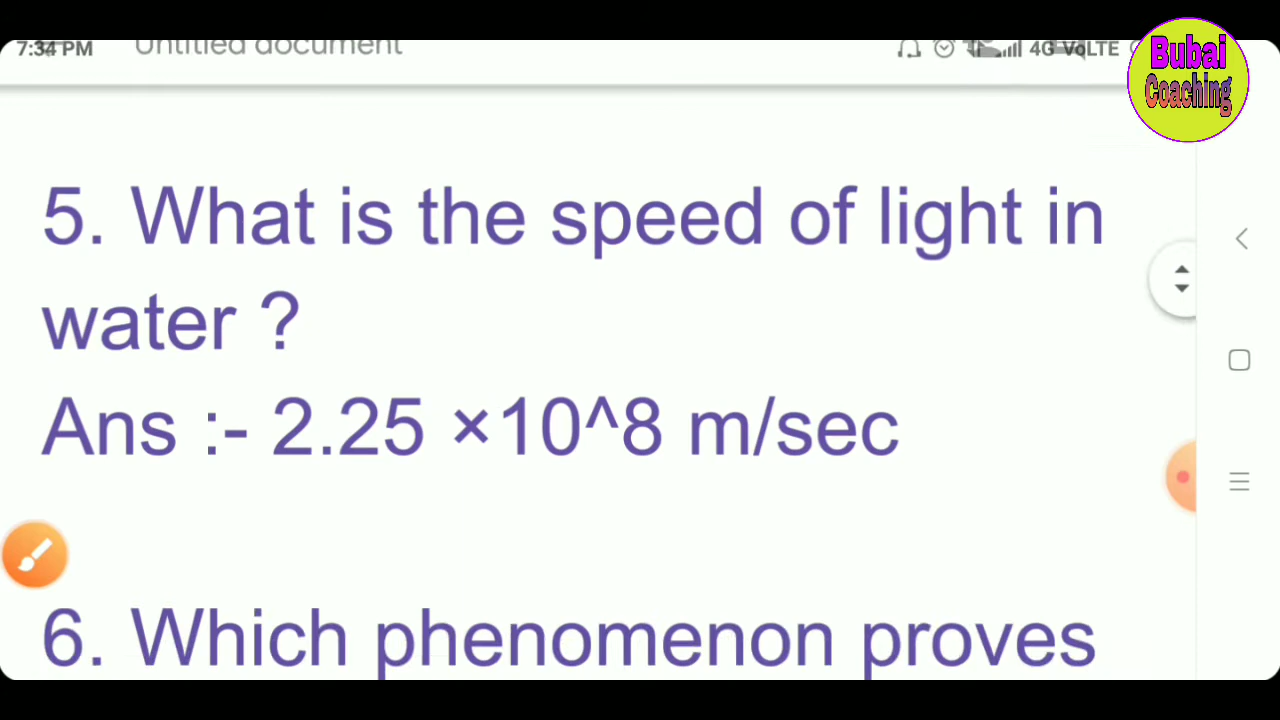 7:34 PM
Untitled document
4G VoLTE
Bubai
Coaching
5. What is the speed of light in
water ?
Ans :- 2.25 ×10^8 m/sec
6. Which phenomenon proves